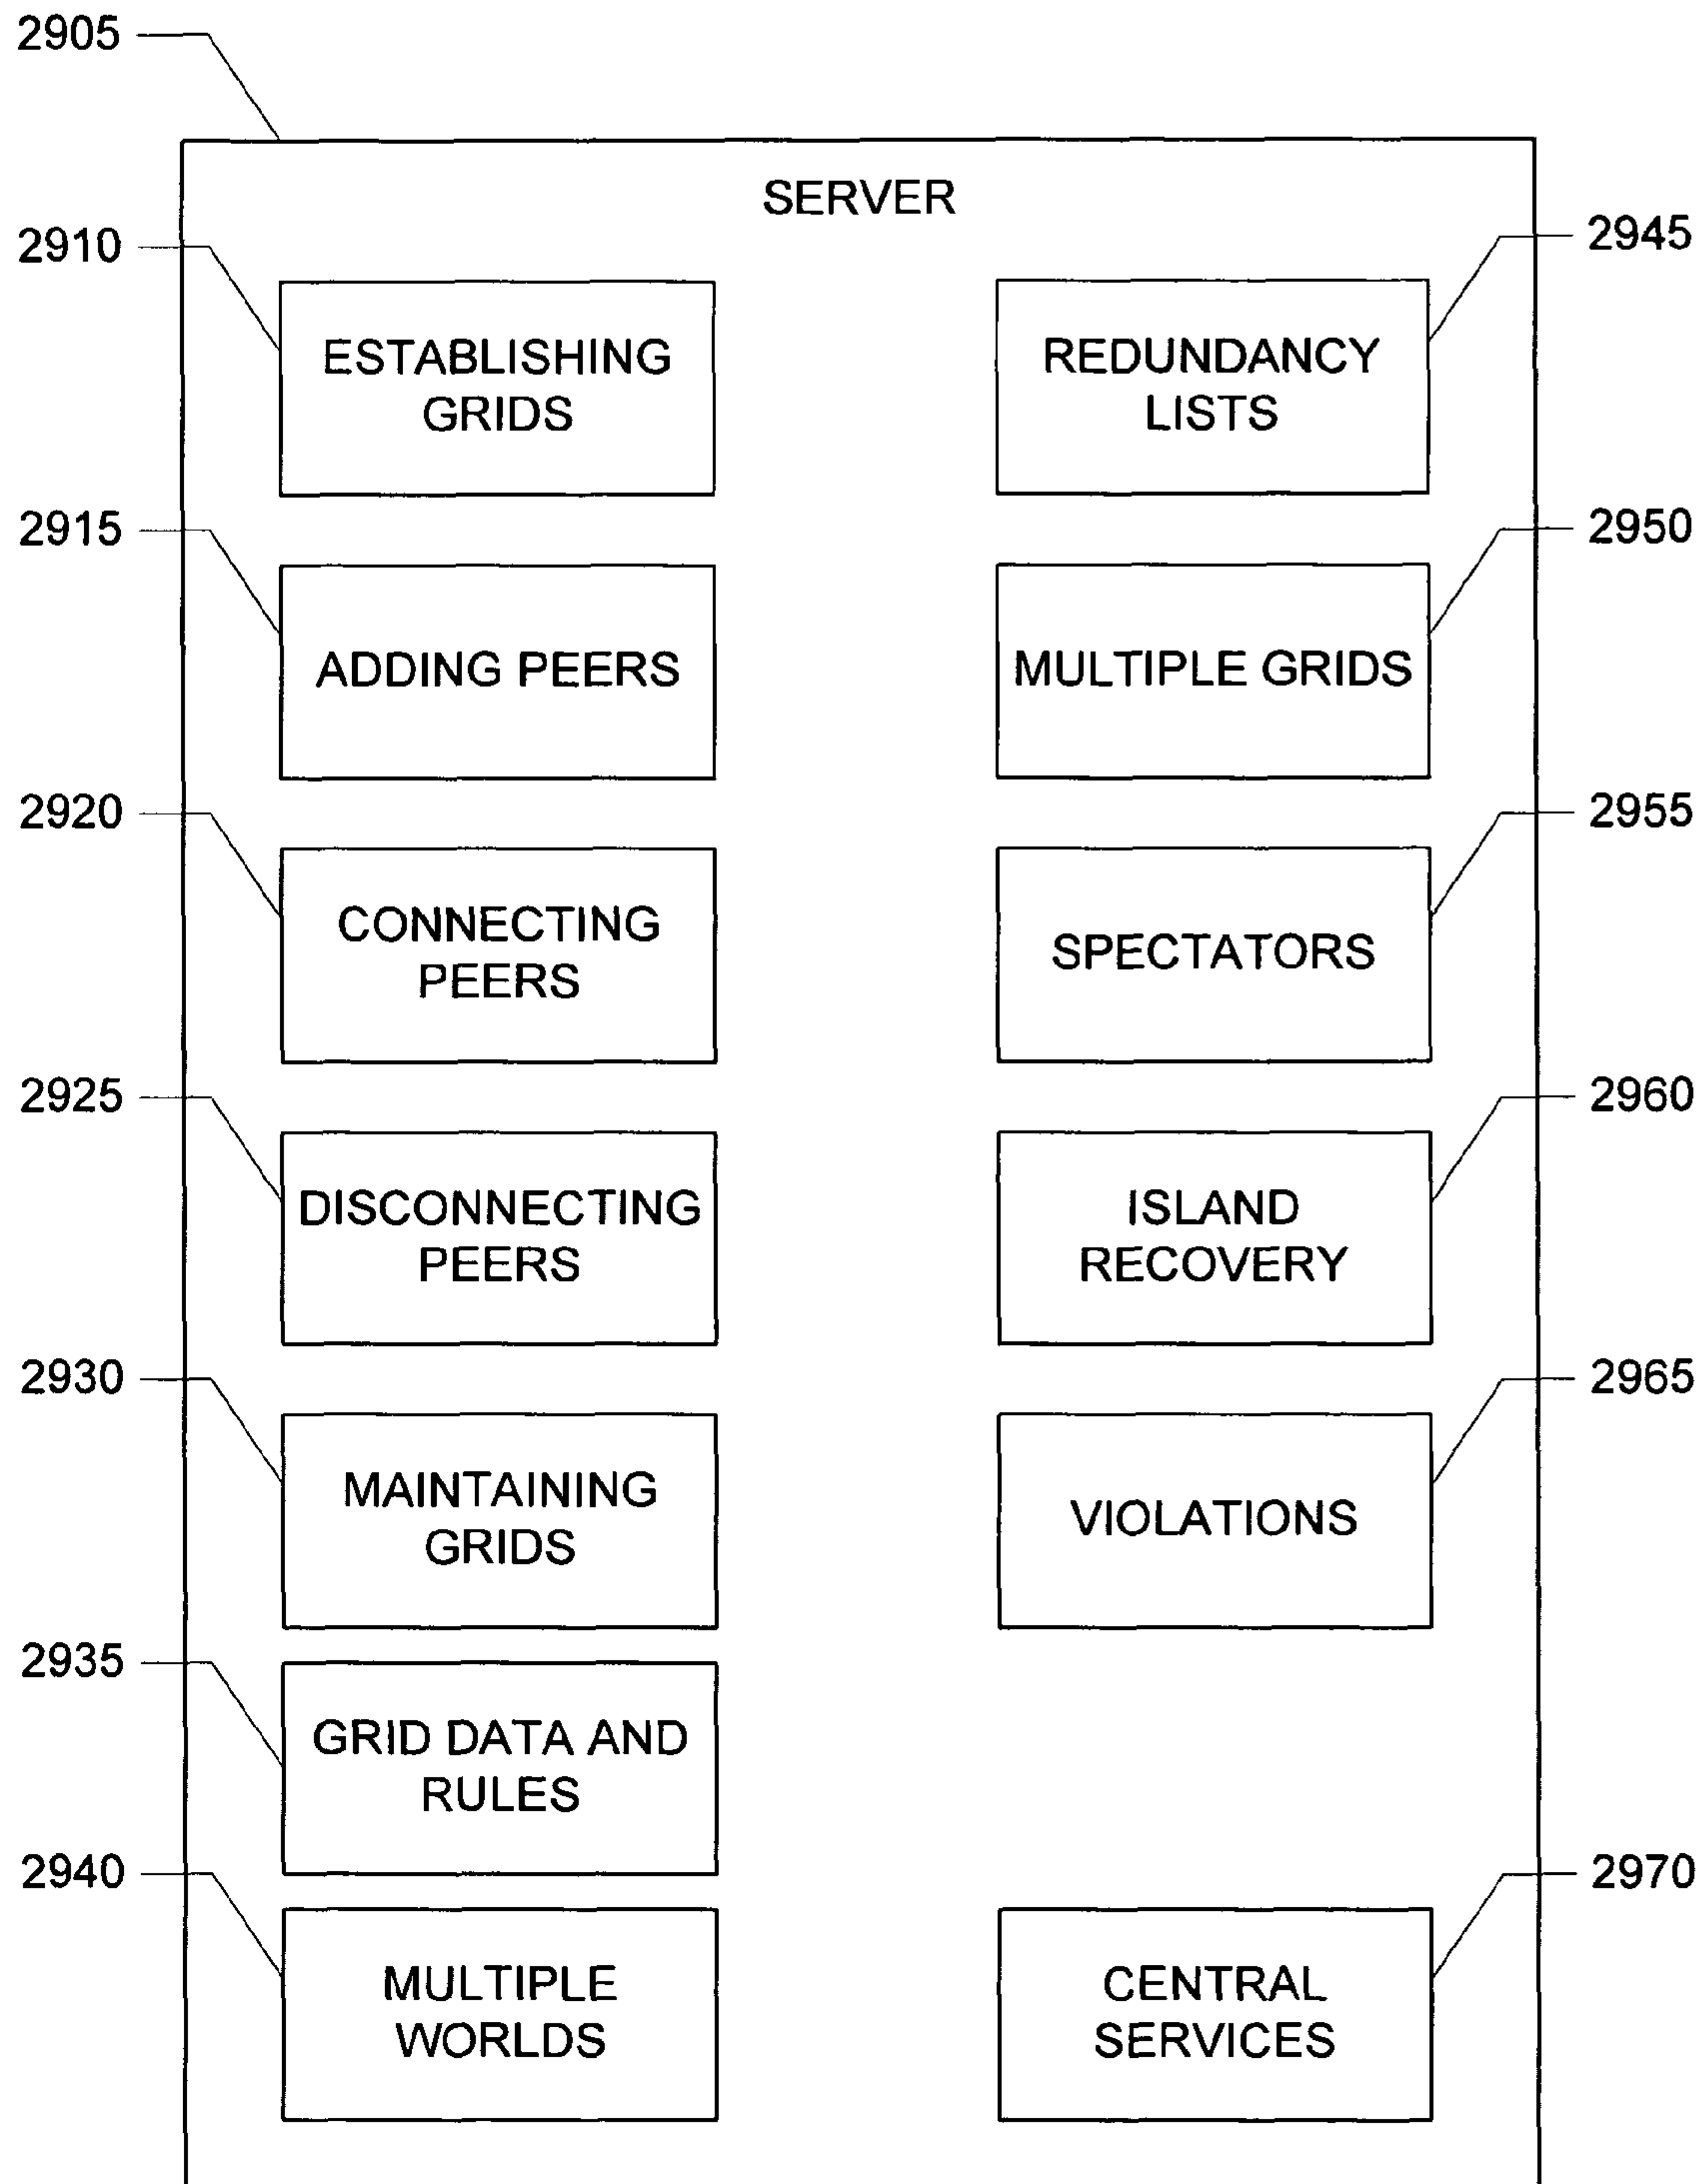 2905
SERVER
2910
ESTABLISHING
GRIDS
2945
REDUNDANCY
LISTS
2915
ADDING PEERS
2950
MULTIPLE GRIDS
2920
CONNECTING
PEERS
2955
SPECTATORS
2925
DISCONNECTING
PEERS
2960
ISLAND
RECOVERY
2930
MAINTAINING
GRIDS
2965
VIOLATIONS
2935
GRID DATA AND
RULES
2940
MULTIPLE
WORLDS
2970
CENTRAL
SERVICES